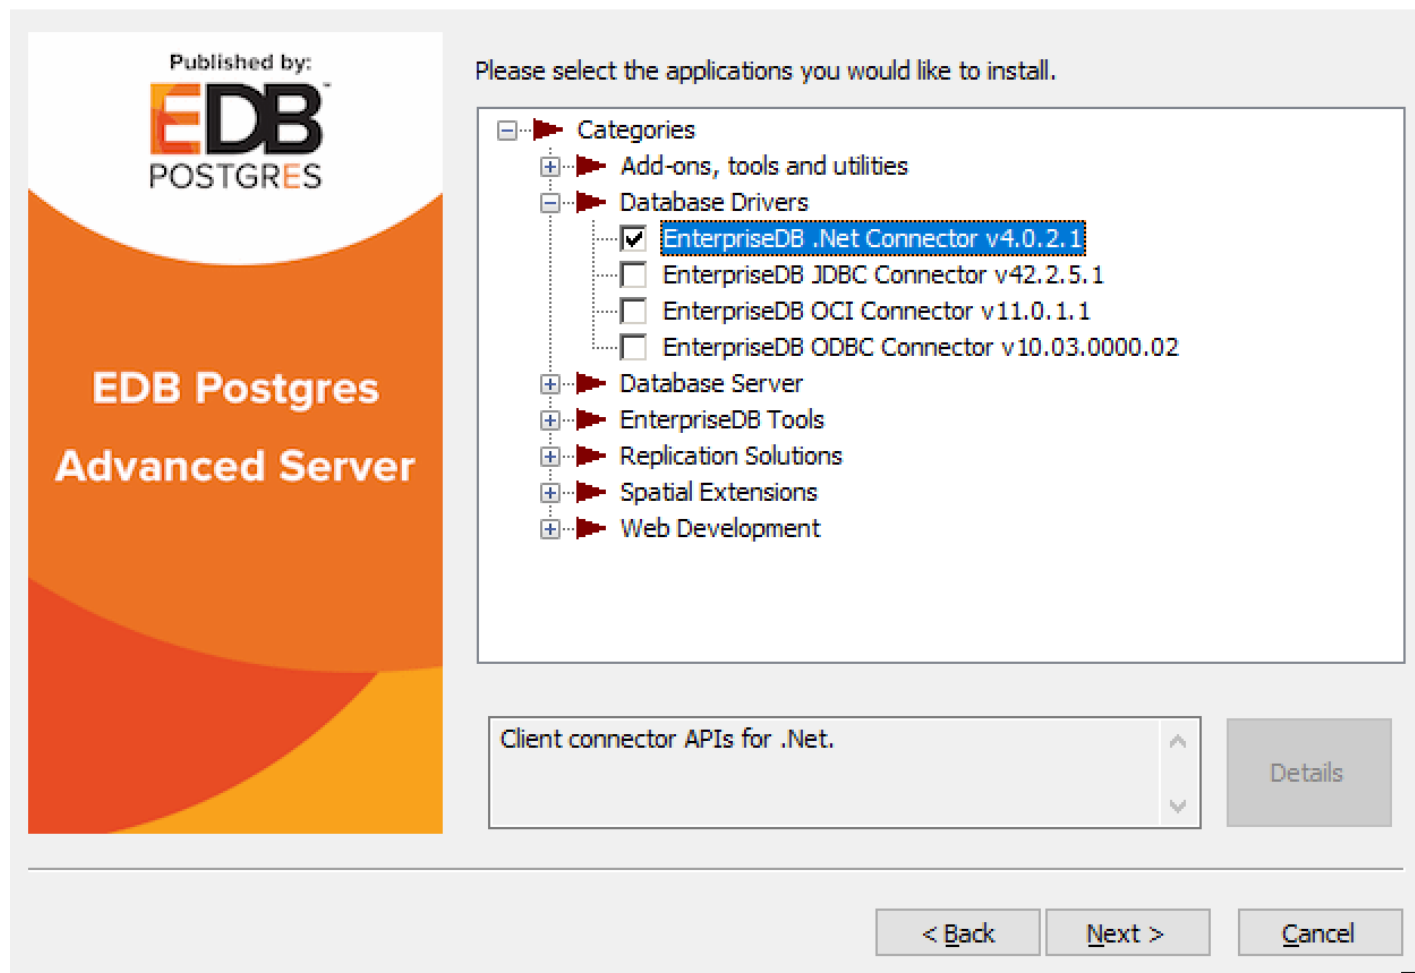 Published by:
EDB™
POSTGRES
EDB Postgres
Advanced Server
Please select the applications you would like to install.
Categories
Add-ons, tools and utilities
Database Drivers
EnterpriseDB .Net Connector v4.0.2.1
EnterpriseDB JDBC Connector v42.2.5.1
EnterpriseDB OCI Connector v11.0.1.1
EnterpriseDB ODBC Connector v10.03.0000.02
Database Server
EnterpriseDB Tools
Replication Solutions
Spatial Extensions
Web Development
Client connector APIs for .Net.
Details
< Back
Next >
Cancel